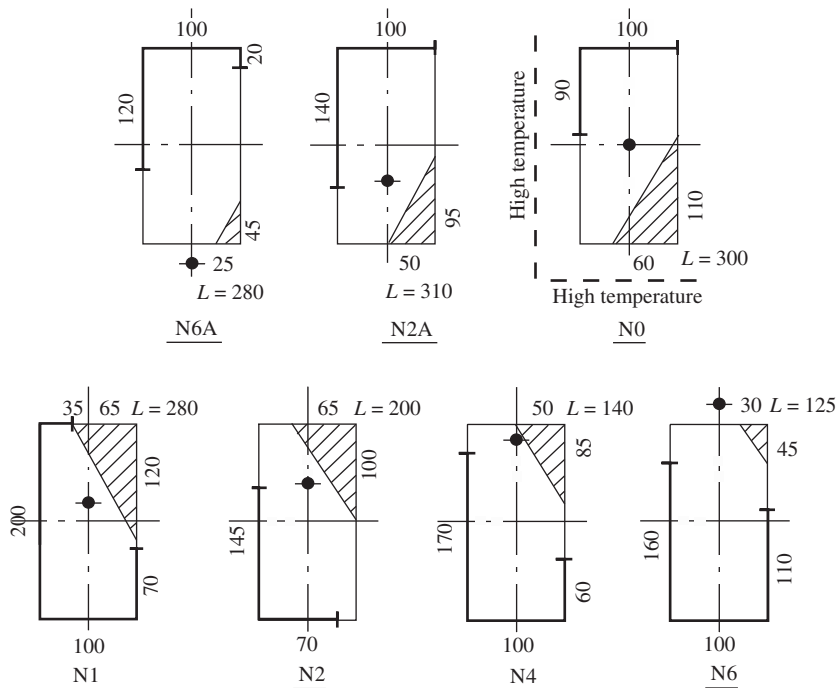 100
20
120
45
25
L = 280
N6A
100
140
95
50
L = 310
N2A
100
90
High temperature
110
60
L = 300
High temperature
N0
35 65 L = 280
120
200
70
100
N1
65 L = 200
100
145
70
N2
50 L = 140
85
170
60
100
N4
30 L = 125
45
160
110
100
N6